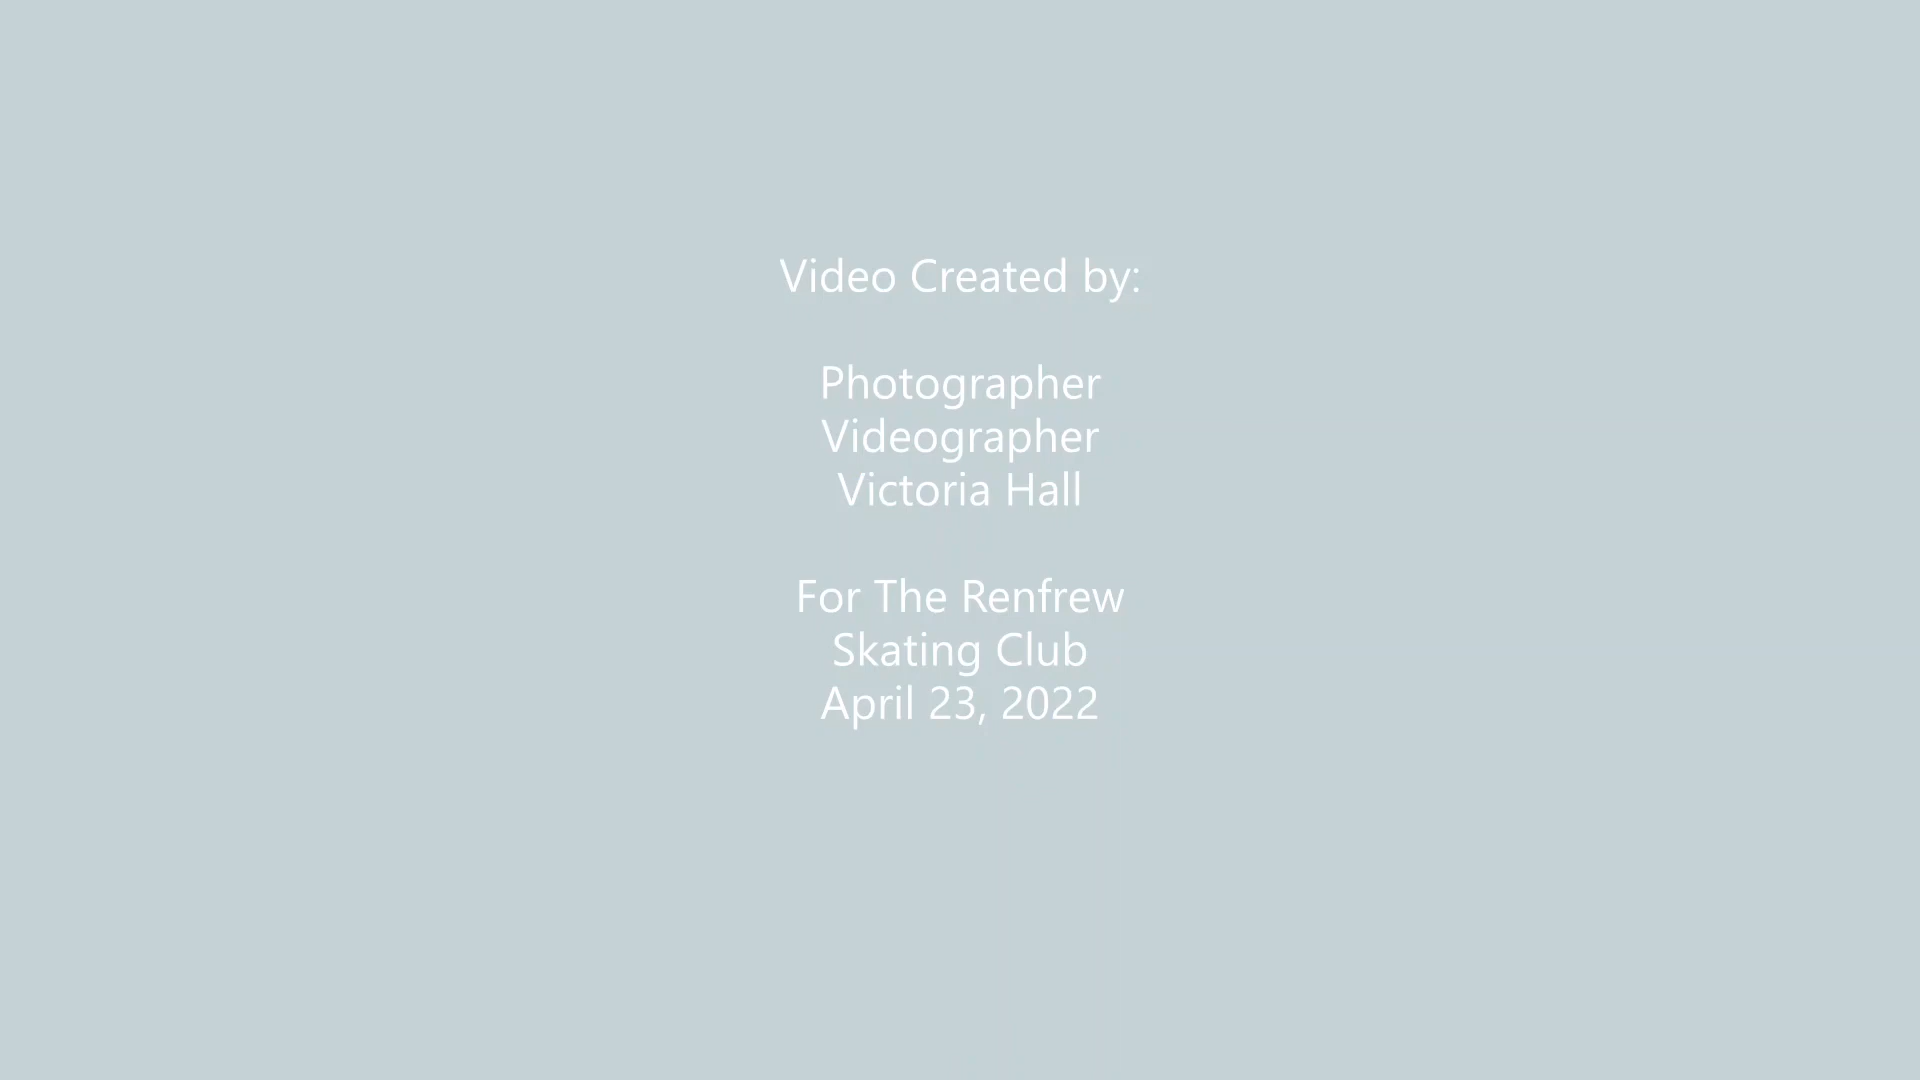 Video Created by:
Photographer
Videographer
Victoria Hall
For The Renfrew
Skating Club
April 23, 2022